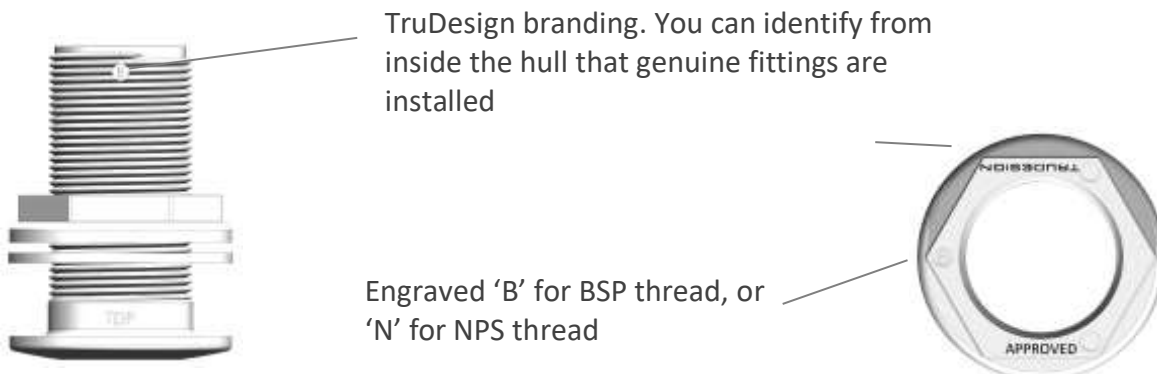 TruDesign branding. You can identify from
inside the hull that genuine fittings are
installed
B
TRUDESIGN
Engraved ‘B’ for BSP thread, or
‘N’ for NPS thread
B
TDP
APPROVED